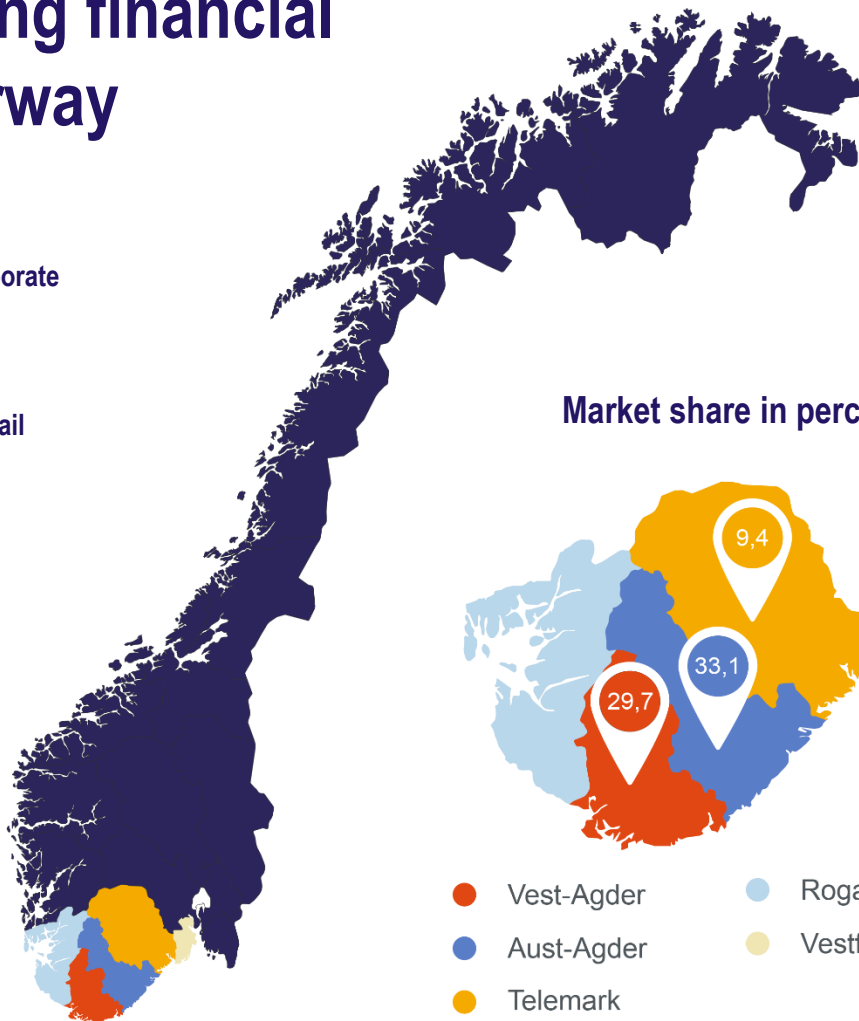 ng financial
rway
orate
ail
Market share in perc
9,4
33,1
29,7
Vest-Agder
Aust-Agder
Telemark
Roga
Vestf